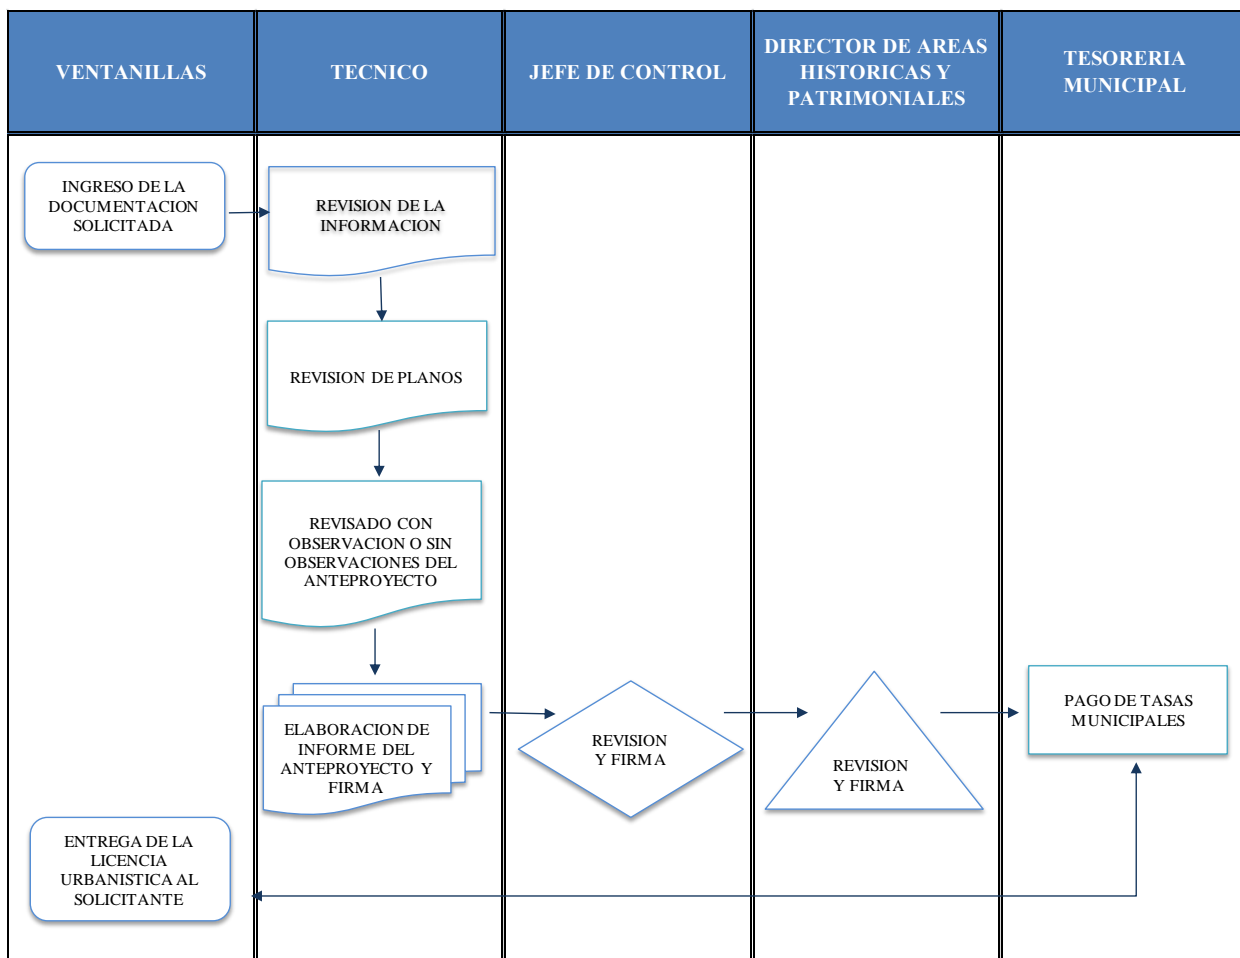 VENTANILLAS
TECNICO
JEFE DE CONTROL
DIRECTOR DE AREAS
HISTORICAS Y
PATRIMONIALES
TESORERIA
MUNICIPAL
INGRESO DE LA
DOCUMENTACION
SOLICITADA
REVISION DE LA
INFORMACION
REVISION DE PLANOS
REVISADO CON
OBSERVACION O SIN
OBSERVACIONES DEL
ANTEPROYECTO
ELABORACION DE
INFORME DEL
ANTEPROYECTO Y
FIRMA
REVISION
Y FIRMA
REVISION
Y FIRMA
PAGO DE TASAS
MUNICIPALES
ENTREGA DE LA
LICENCIA
URBANISTICA AL
SOLICITANTE